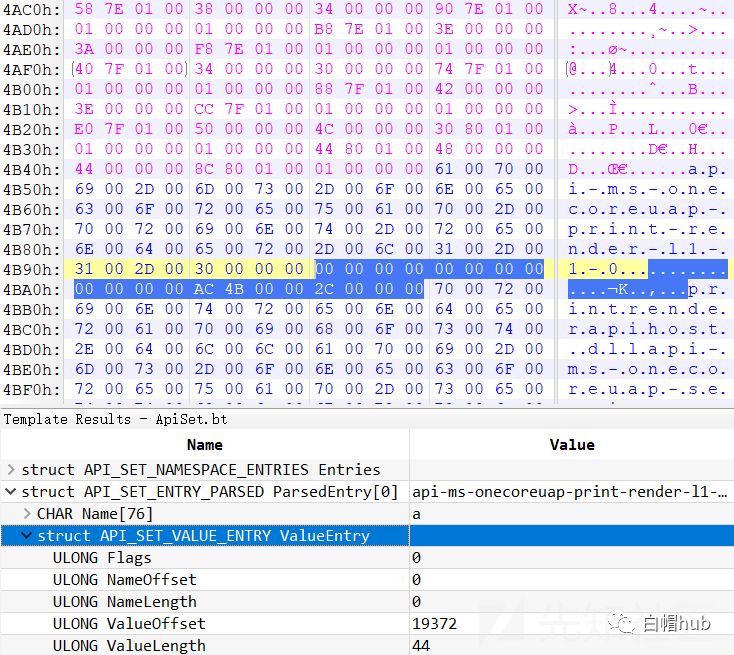 4AC0h: 58 7E 01 00 38 00 00 00 34 00 00 00 90 7E 01 00 X~..8...4....~..
4AD0h: 01 00 00 00 01 00 00 00 B8 7E 01 00 3E 00 00 00 ........¸~..>...
4AE0h: 3A 00 00 00 F8 7E 01 00 01 00 00 00 01 00 00 00 :...ø~..........
4AF0h: 40 7F 01 00 34 00 00 00 30 00 00 00 74 7F 01 00 @...4...0...t...
4B00h: 01 00 00 00 01 00 00 00 88 7F 01 00 42 00 00 00 ........ˆ...B...
4B10h: 3E 00 00 00 CC 7F 01 00 01 00 00 00 01 00 00 00 >...Ì...........
4B20h: E0 7F 01 00 50 00 00 00 4C 00 00 00 30 80 01 00 à...P...L...0€..
4B30h: 01 00 00 00 01 00 00 00 44 80 01 00 48 00 00 00 ........D€..H...
4B40h: 44 00 00 00 8C 80 01 00 01 00 00 00 61 00 70 00 D...Œ€......a.p.
4B50h: 69 00 2D 00 6D 00 73 00 2D 00 6F 00 6E 00 65 00 i.-.m.s.-.o.n.e.
4B60h: 63 00 6F 00 72 00 65 00 75 00 61 00 70 00 2D 00 c.o.r.e.u.a.p.-.
4B70h: 70 00 72 00 69 00 6E 00 74 00 2D 00 72 00 65 00 p.r.i.n.t.-.r.e.
4B80h: 6E 00 64 00 65 00 72 00 2D 00 6C 00 31 00 2D 00 n.d.e.r.-.l.1.-.
4B90h: 31 00 2D 00 30 00 00 00 00 00 00 00 00 00 00 00 1.-.0...........
4BA0h: 00 00 00 00 AC 4B 00 00 2C 00 00 00 70 00 72 00 ....¬K..,...p.r.
4BB0h: 69 00 6E 00 74 00 72 00 65 00 6E 00 64 00 65 00 i.n.t.r.e.n.d.e.
4BC0h: 72 00 61 00 70 00 69 00 68 00 6F 00 73 00 74 00 r.a.p.i.h.o.s.t.
4BD0h: 2E 00 64 00 6C 00 6C 00 61 00 70 00 69 00 2D 00 ..d.l.l.a.p.i.-.
4BE0h: 6D 00 73 00 2D 00 6F 00 6E 00 65 00 63 00 6F 00 m.s.-.o.n.e.c.o.
4BF0h: 72 00 65 00 75 00 61 00 70 00 2D 00 73 00 65 00 r.e.u.a.p.-.s.e.
Template Results - ApiSet.bt
Name Value
struct API_SET_NAMESPACE_ENTRIES Entries
struct API_SET_ENTRY_PARSED ParsedEntry[0] api-ms-onecoreuap-print-render-l1-...
CHAR Name[76] a
struct API_SET_VALUE_ENTRY ValueEntry
ULONG Flags 0
ULONG NameOffset 0
ULONG NameLength 0
ULONG ValueOffset 19372
白帽hub
ULONG ValueLength 44